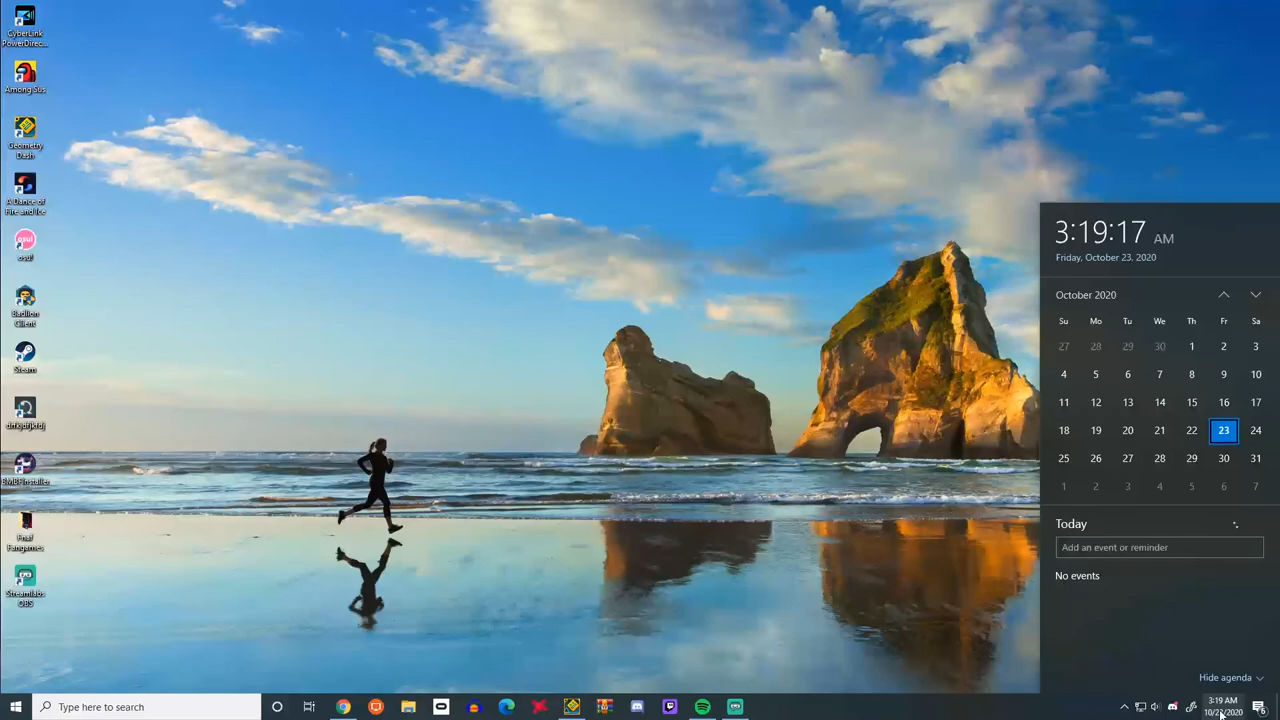 CyberLink
PowerDirec...
Among Sus
Geometry
Dash
A Dance of
Fire and Ice
osu!
osu!
Badlion
Client
Steam
BMBFInstaller
Fnaf
Fangames
Streamlabs
OBS
3:19:17 AM
Friday, October 23, 2020
October 2020
Su Mo Tu We Th Fr Sa
27 28 29 30 1 2 3
4 5 6 7 8 9 10
11 12 13 14 15 16 17
18 19 20 21 22 23 24
25 26 27 28 29 30 31
1 2 3 4 5 6 7
Today
Add an event or reminder
No events
Hide agenda
Type here to search
3:19 AM
10/23/2020